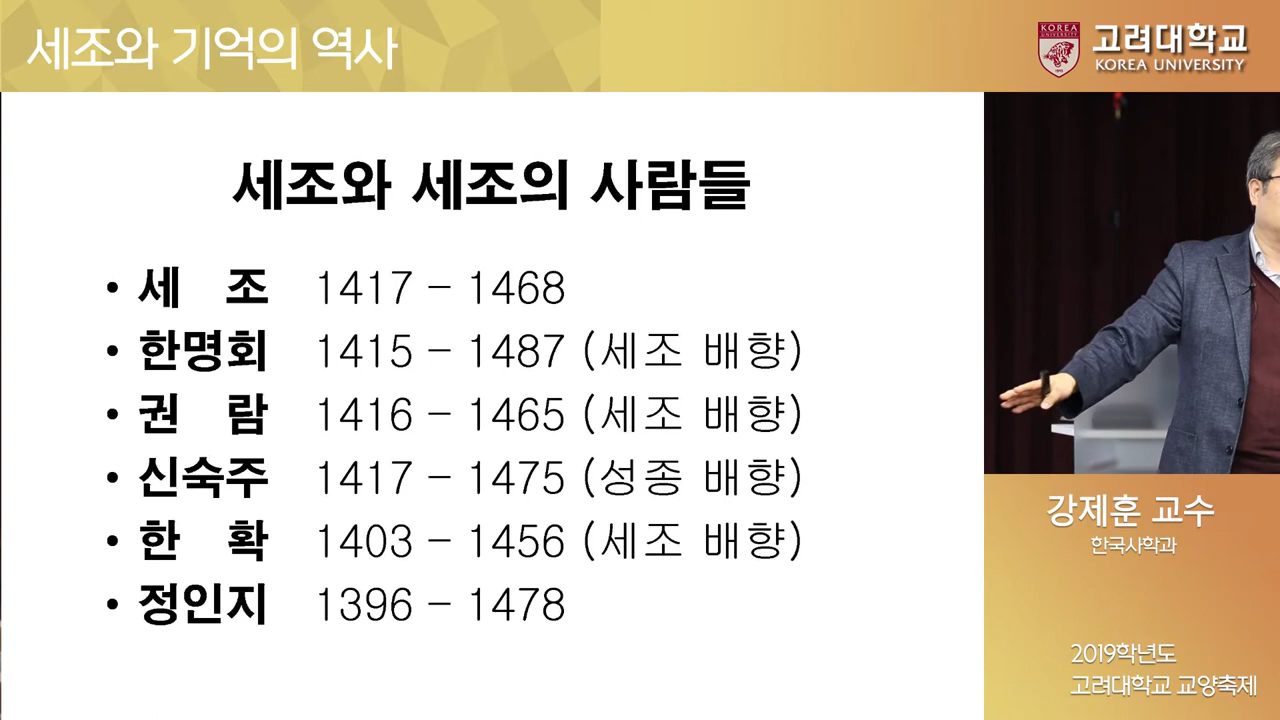 세조와 기억의 역사
KOREA
UNIVERSITY
고려대학교
KOREA UNIVERSITY
세조와 세조의 사람들
• 세 조 1417 – 1468
• 한명회 1415 – 1487 (세조 배향)
• 권 람 1416 – 1465 (세조 배향)
• 신숙주 1417 – 1475 (성종 배향)
• 한 확 1403 – 1456 (세조 배향)
• 정인지 1396 – 1478
강제훈 교수
한국사학과
2019학년도
고려대학교 교양축제